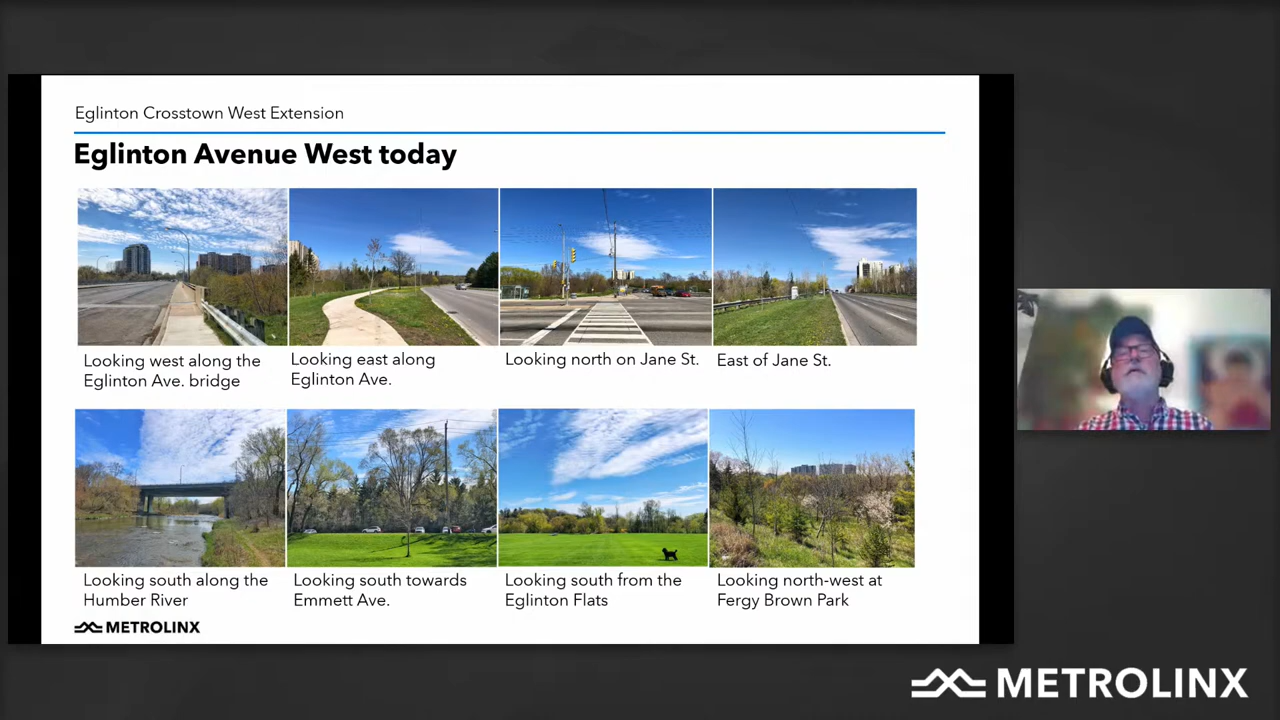 Eglinton Crosstown West Extension
Eglinton Avenue West today
Looking west along the
Eglinton Ave. bridge
Looking east along
Eglinton Ave.
Looking north on Jane St.
East of Jane St.
Looking south along the
Humber River
Looking south towards
Emmett Ave.
Looking south from the
Eglinton Flats
Looking north-west at
Fergy Brown Park
METROLINX
METROLINX